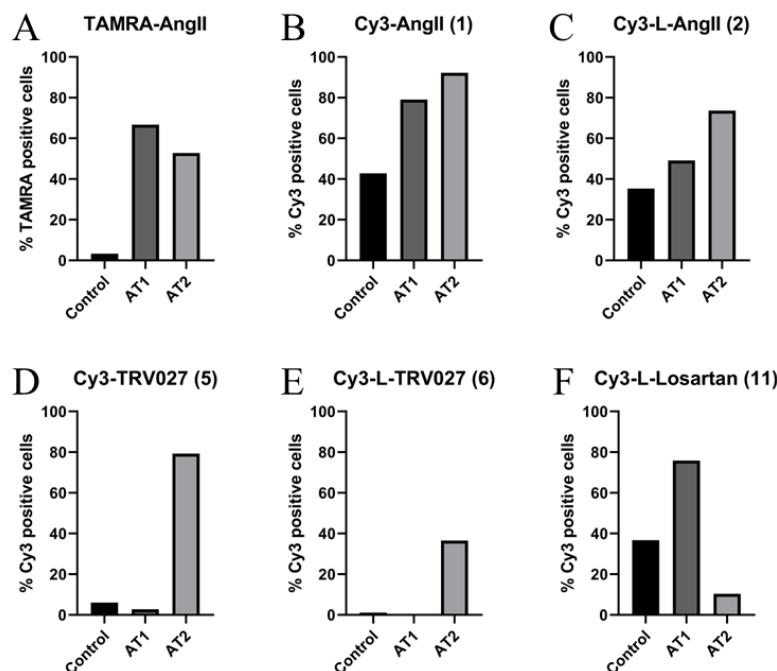 A
TAMRA-AngII
% TAMRA positive cells
100
80
60
40
20
0
Control
AT1
AT2
B
Cy3-AngII (1)
% Cy3 positive cells
100
80
60
40
20
0
Control
AT1
AT2
C
Cy3-L-AngII (2)
% Cy3 positive cells
100
80
60
40
20
0
Control
AT1
AT2
D
Cy3-TRV027 (5)
% Cy3 positive cells
100
80
60
40
20
0
Control
AT1
AT2
E
Cy3-L-TRV027 (6)
% Cy3 positive cells
100
80
60
40
20
0
Control
AT1
AT2
F
Cy3-L-Losartan (11)
% Cy3 positive cells
100
80
60
40
20
0
Control
AT1
AT2